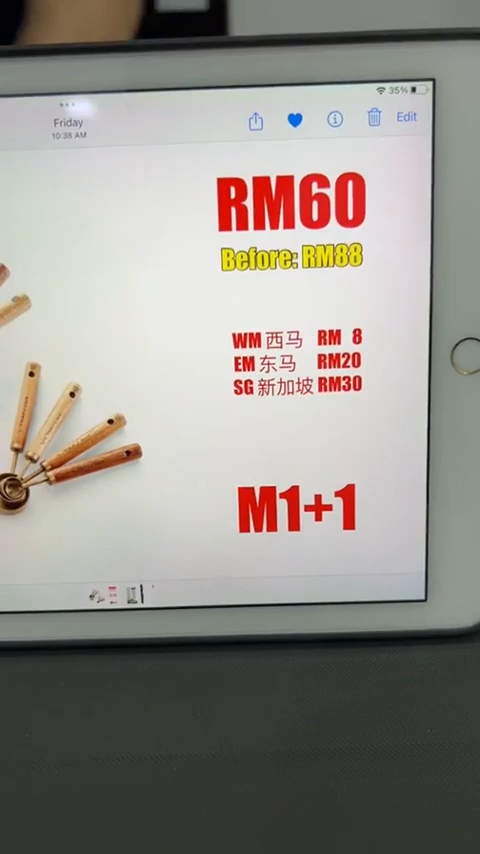 35%
Friday
10:38 AM
Edit
RM60
Before: RM88
WM 西马 RM 8
EM 东马 RM20
SG 新加坡 RM30
M1+1